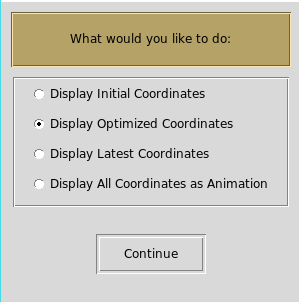 What would you like to do:
Display Initial Coordinates
Display Optimized Coordinates
Display Latest Coordinates
Display All Coordinates as Animation
Continue